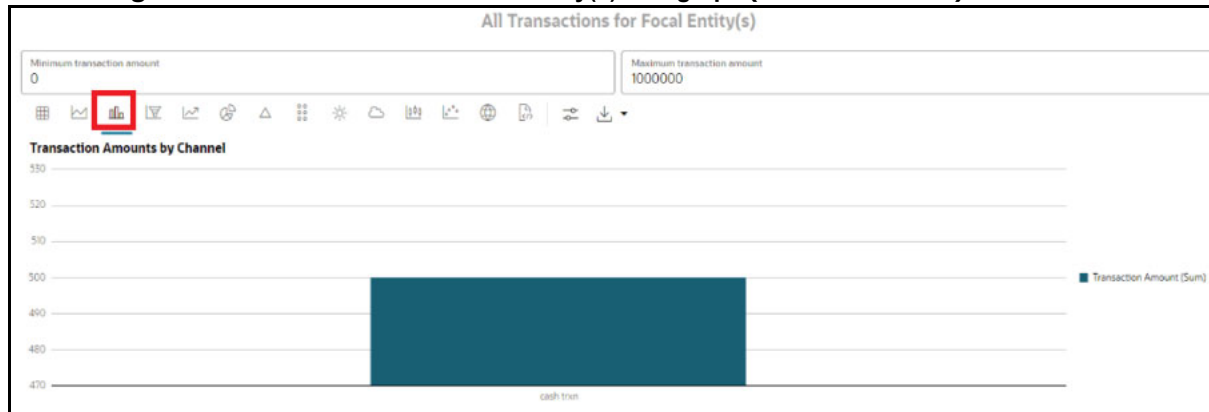 All Transactions for Focal Entity(s)
Minimum transaction amount
0
Maximum transaction amount
1000000
Transaction Amounts by Channel
530
520
510
500
Transaction Amount (Sum)
490
480
470
cash trxn